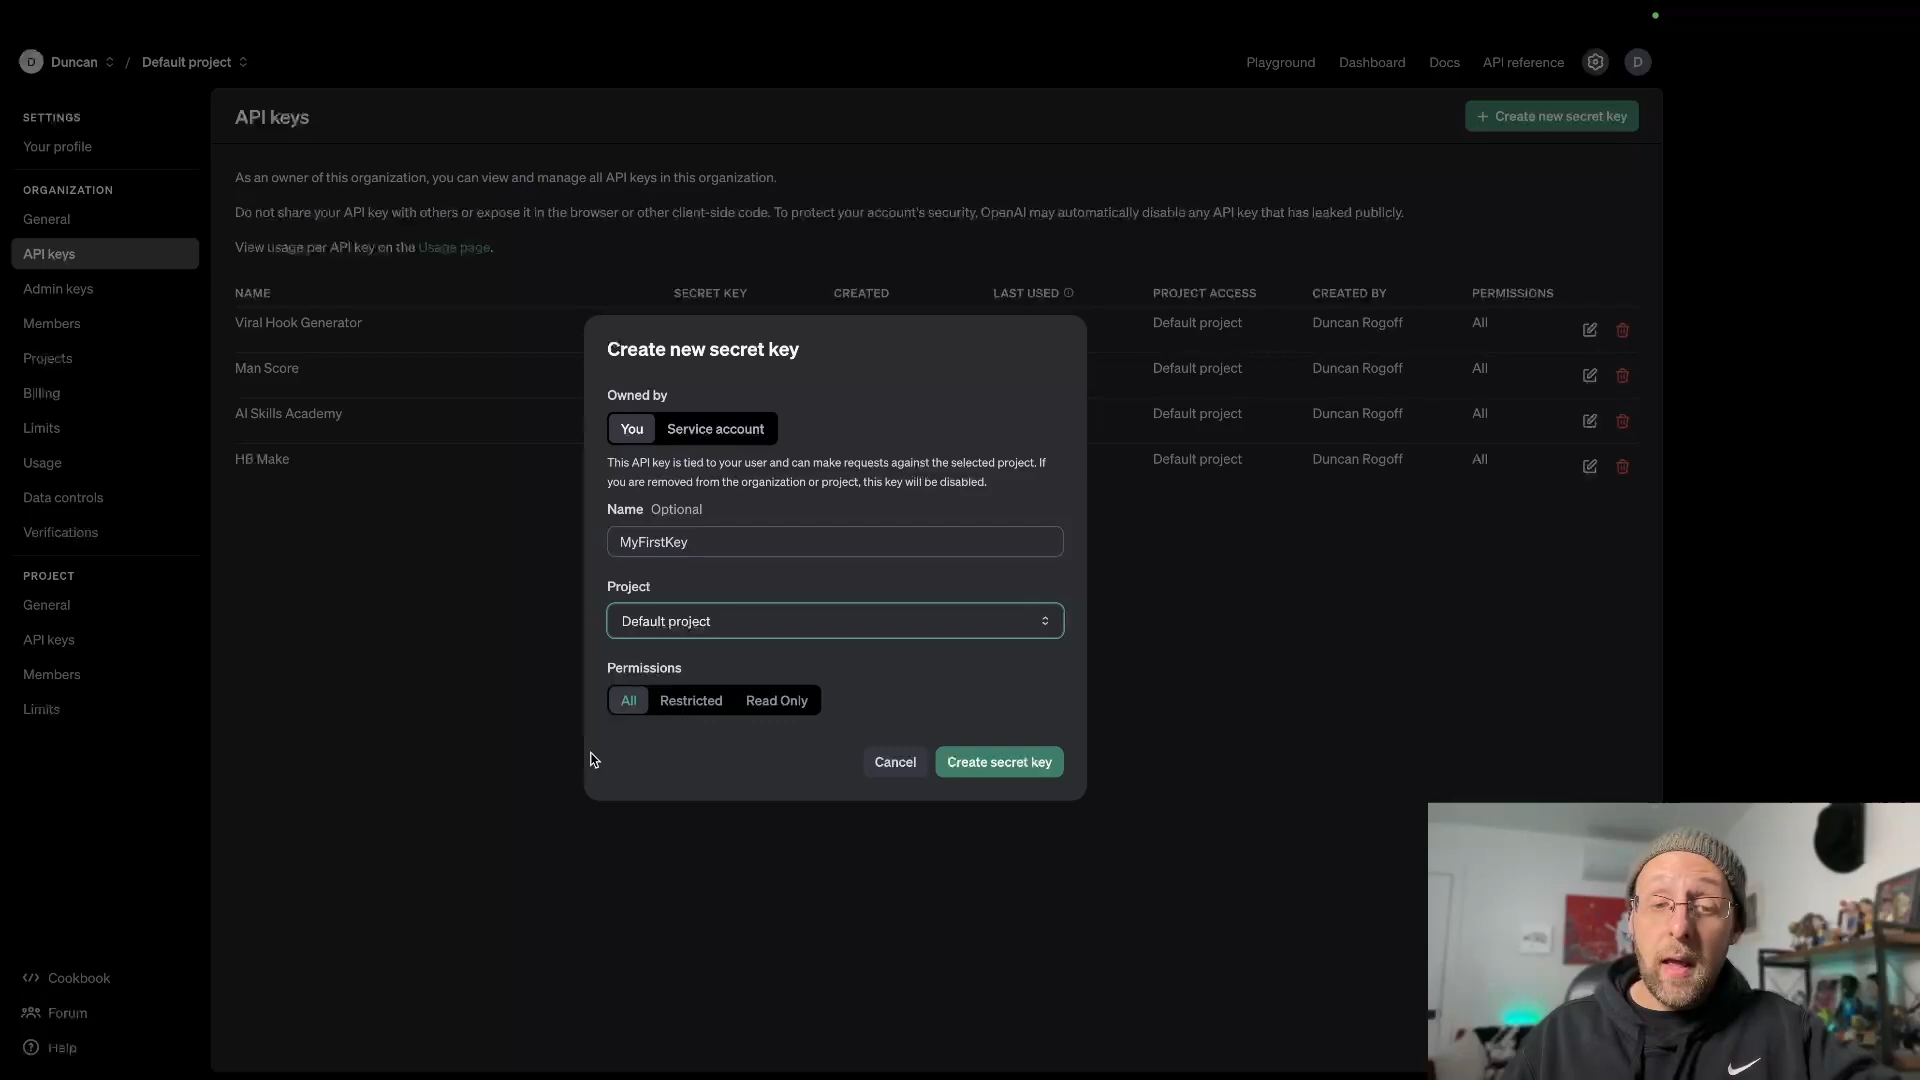 D Duncan / Default project
Playground Dashboard Docs API reference D
SETTINGS
Your profile
ORGANIZATION
General
API keys
Admin keys
Members
Projects
Billing
Limits
Usage
Data controls
Verifications
PROJECT
General
API keys
Members
Limits
Cookbook
Forum
Help
API keys
+ Create new secret key
As an owner of this organization, you can view and manage all API keys in this organization.
Do not share your API key with others or expose it in the browser or other client-side code. To protect your account's security, OpenAI may automatically disable any API key that has leaked publicly.
View usage per API key on the Usage page.
NAME SECRET KEY CREATED LAST USED PROJECT ACCESS CREATED BY PERMISSIONS
Viral Hook Generator Default project Duncan Rogoff All
Man Score Default project Duncan Rogoff All
AI Skills Academy Default project Duncan Rogoff All
HB Make Default project Duncan Rogoff All
Create new secret key
Owned by
You Service account
This API key is tied to your user and can make requests against the selected project. If
you are removed from the organization or project, this key will be disabled.
Name Optional
MyFirstKey
Project
Default project
Permissions
All Restricted Read Only
Cancel Create secret key